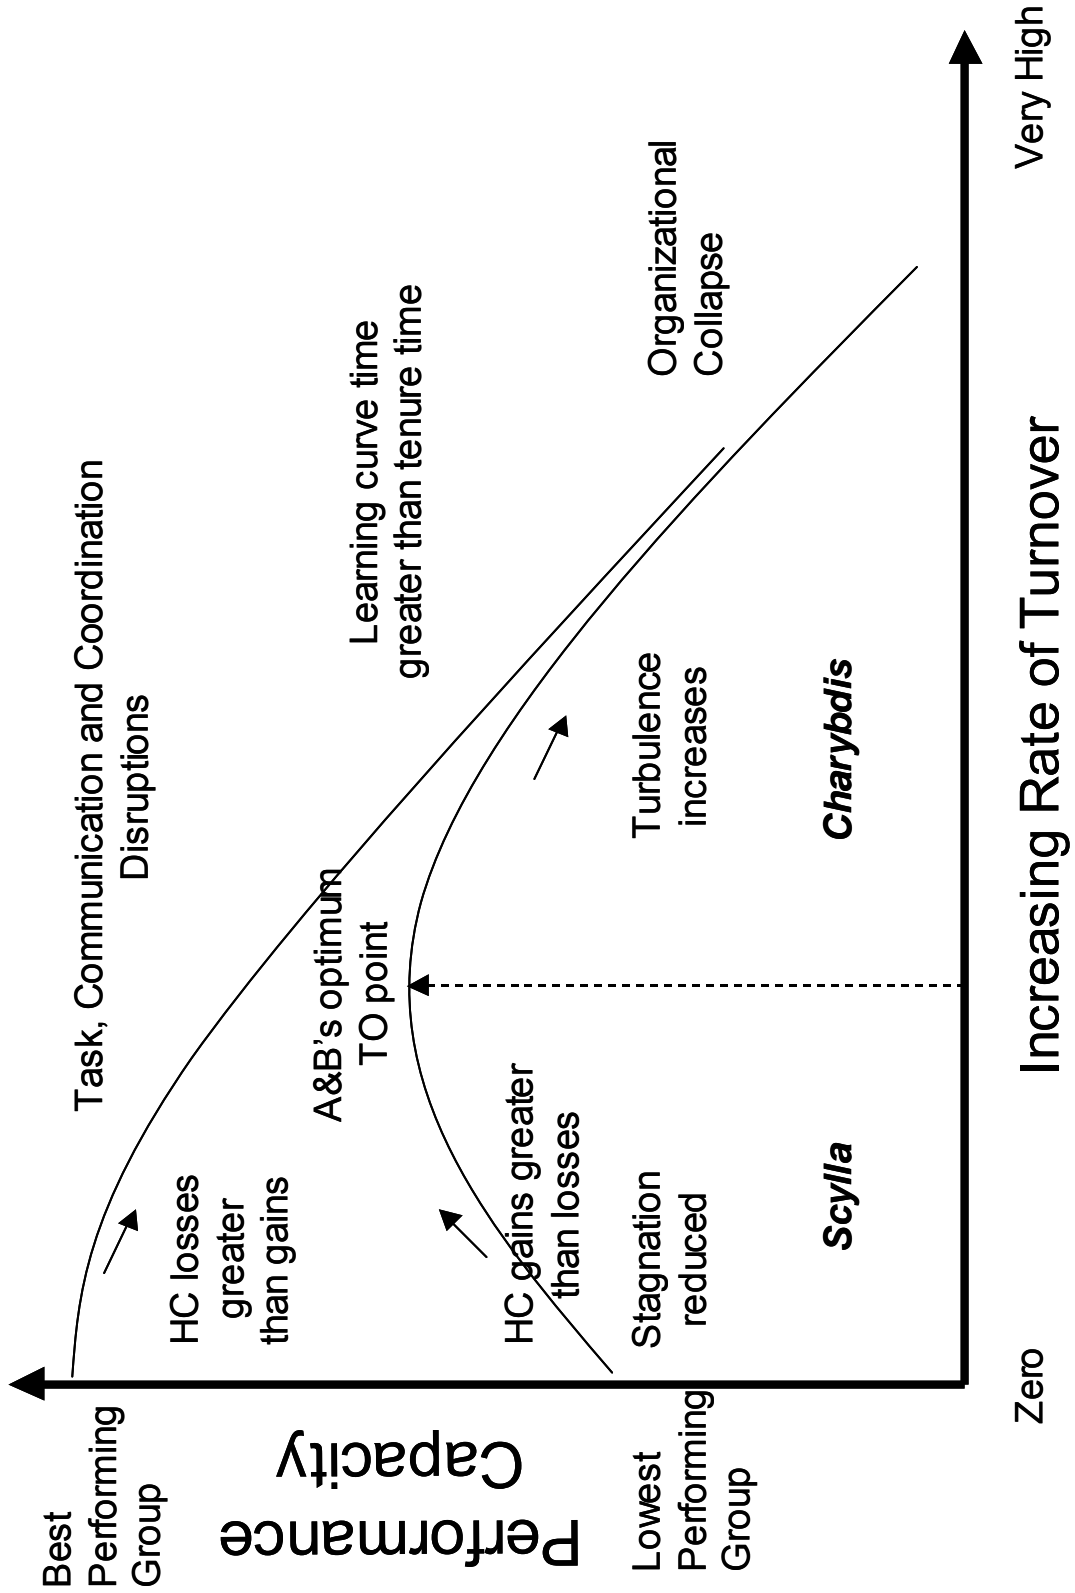 Best
Performing
Group
Performance
Capacity
Lowest
Performing
Group
Task, Communication and Coordination
Disruptions
HC losses
greater
than gains
A&B's optimum
TO point
Learning curve time
greater than tenure time
HC gains greater
than losses
Stagnation
reduced
Turbulence
increases
Organizational
Collapse
Scylla
Charybdis
Zero
Very High
Increasing Rate of Turnover